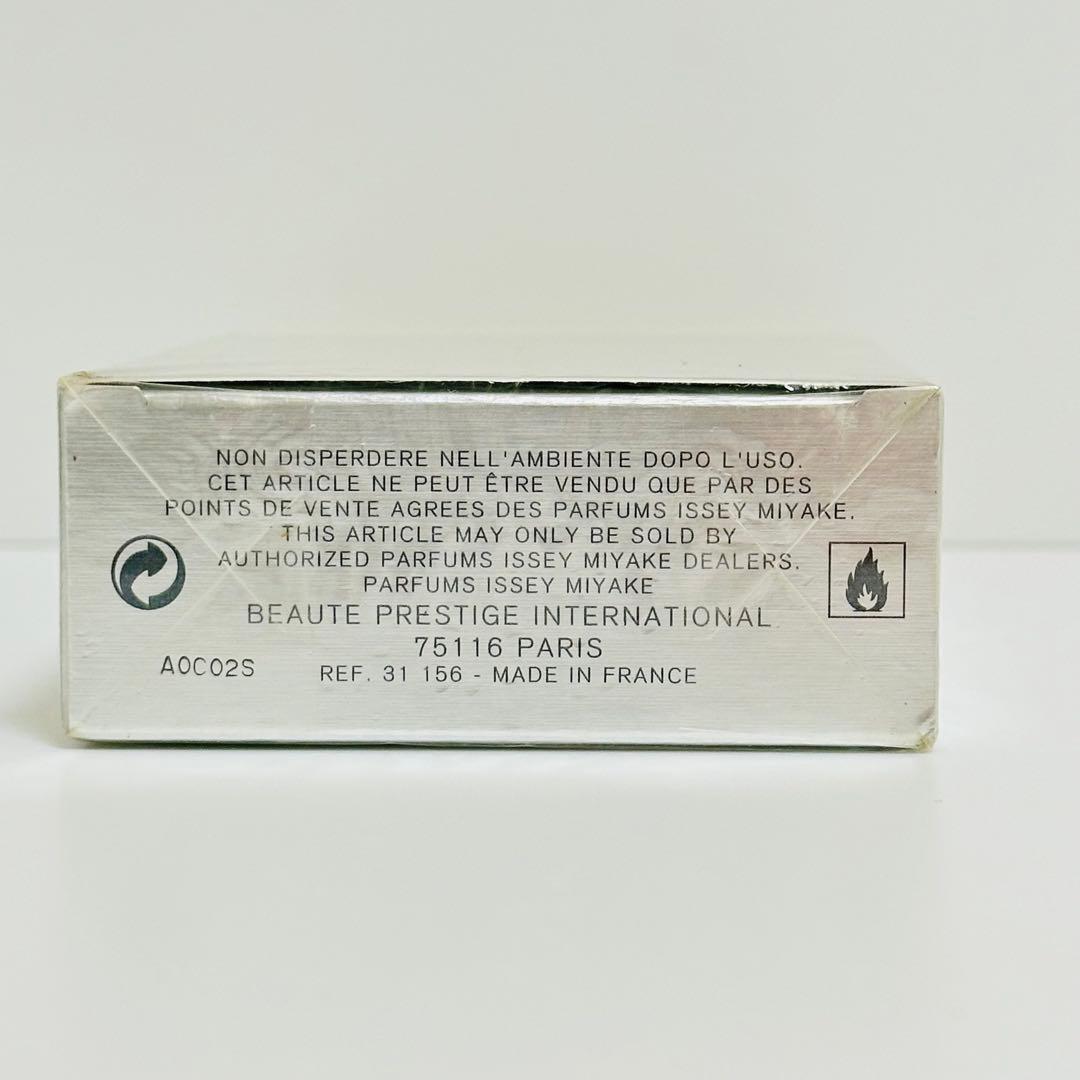 NON DISPERDERE NELL'AMBIENTE DOPO L'USO.
CET ARTICLE NE PEUT ÊTRE VENDU QUE PAR DES
POINTS DE VENTE AGREES DES PARFUMS ISSEY MIYAKE.
THIS ARTICLE MAY ONLY BE SOLD BY
AUTHORIZED PARFUMS ISSEY MIYAKE DEALERS.
PARFUMS ISSEY MIYAKE
BEAUTE PRESTIGE INTERNATIONAL
75116 PARIS
A0C02S
REF. 31 156 - MADE IN FRANCE